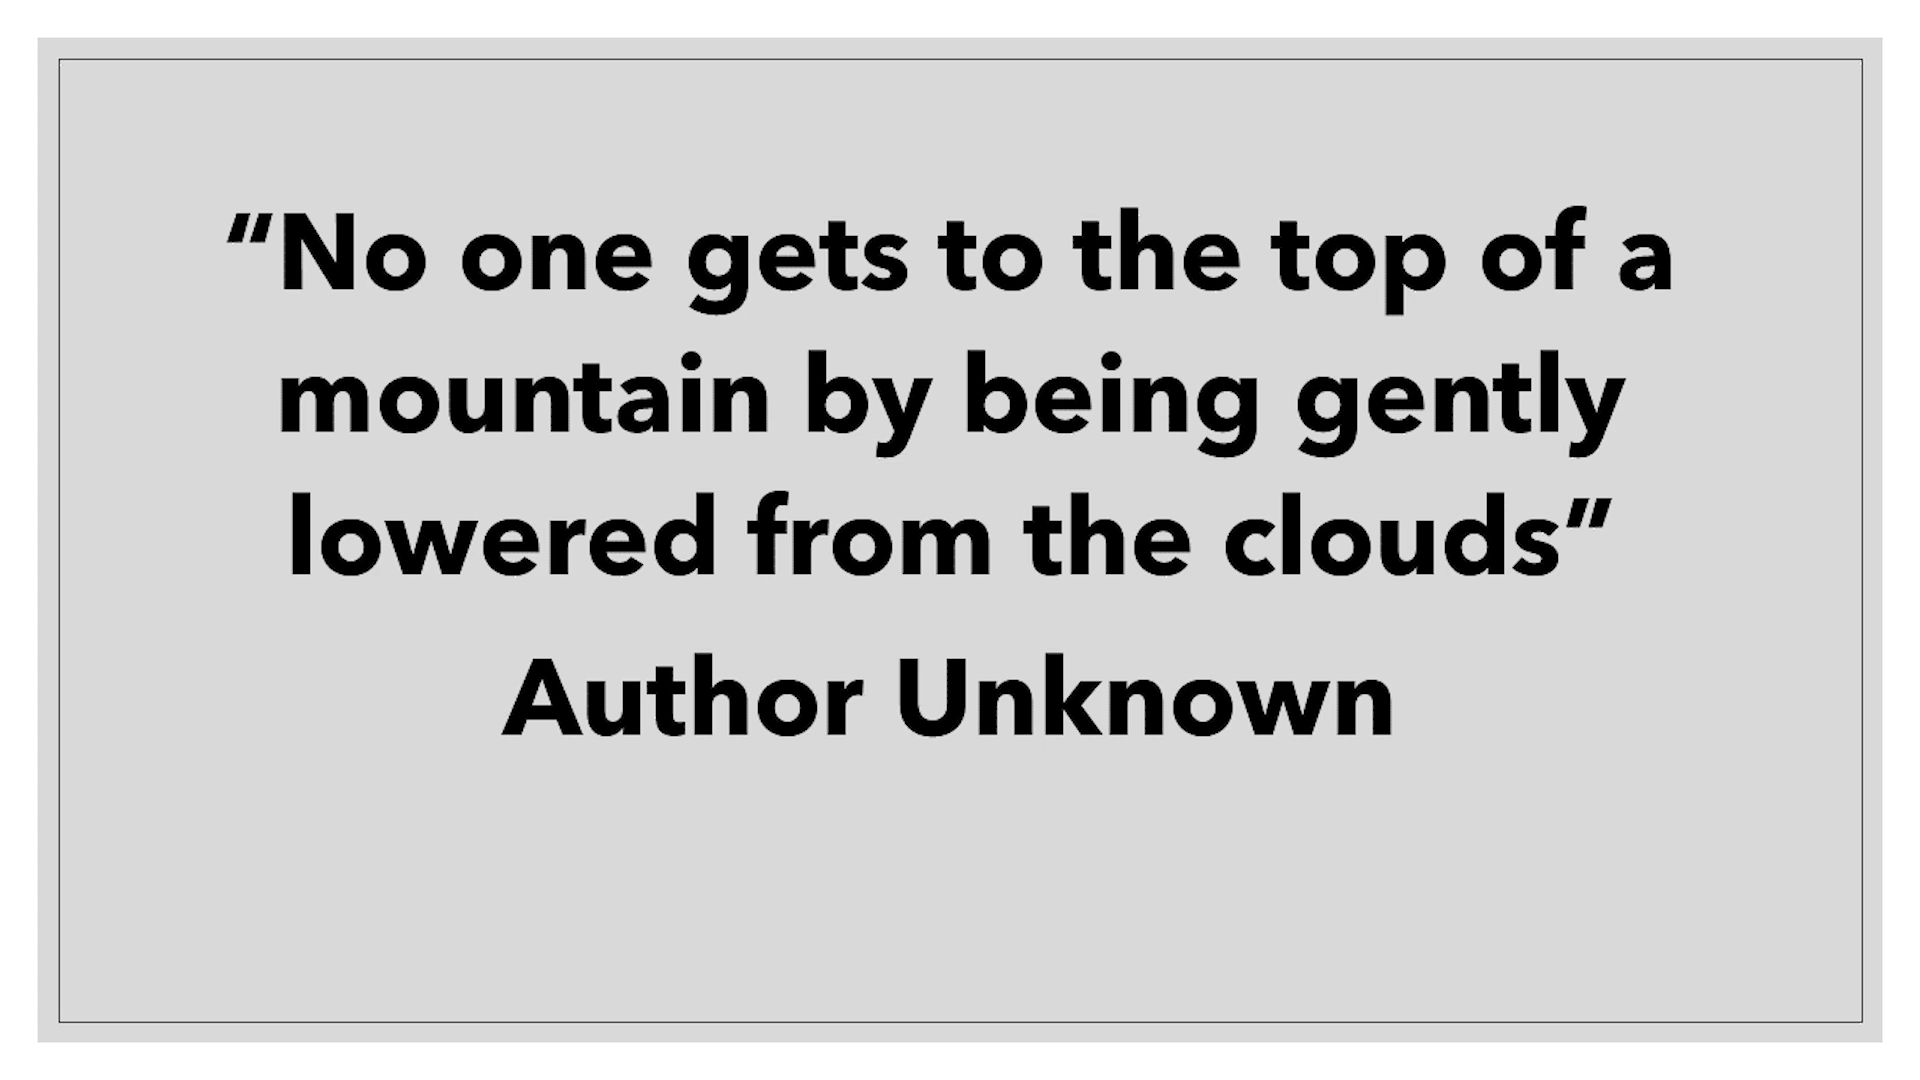 “No one gets to the top of a
mountain by being gently
lowered from the clouds”
Author Unknown